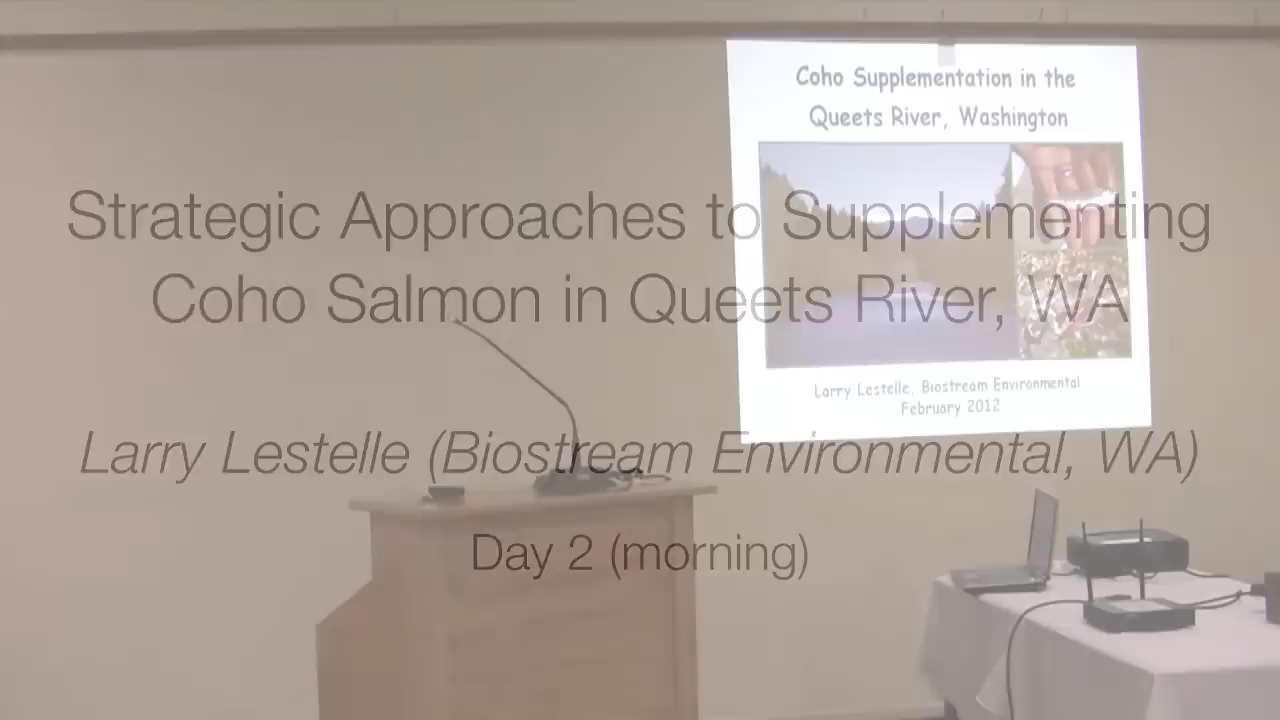 Coho Supplementation in the
Queets River, Washington
Larry Lestelle, Biostream Environmental
February 2012
Strategic Approaches to Supplementing
Coho Salmon in Queets River, WA
Larry Lestelle (Biostream Environmental, WA)
Day 2 (morning)